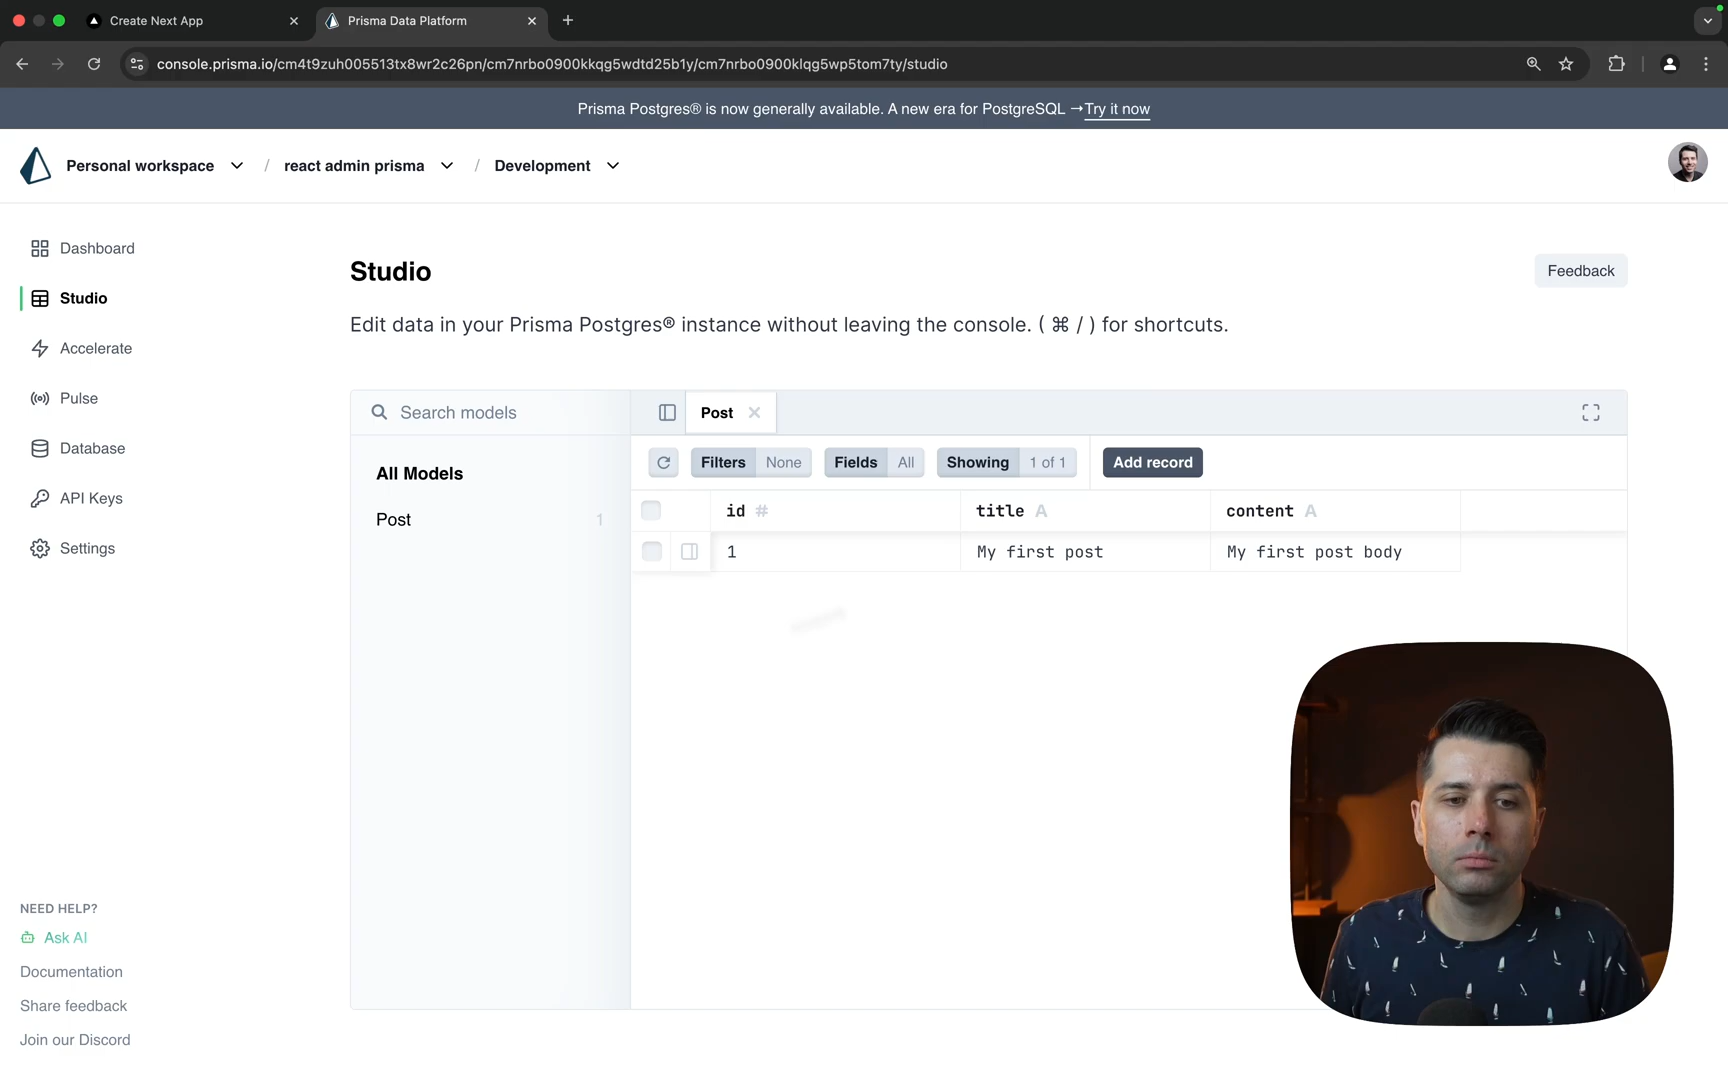 Create Next App
Prisma Data Platform
console.prisma.io/cm4t9zuh005513tx8wr2c26pn/cm7nrbo0900kkqg5wdtd25b1y/cm7nrbo0900klqg5wp5tom7ty/studio
Prisma Postgres® is now generally available. A new era for PostgreSQL →Try it now
Personal workspace / react admin prisma / Development
Dashboard
Studio
Accelerate
Pulse
Database
API Keys
Settings
NEED HELP?
Ask AI
Documentation
Share feedback
Join our Discord
Studio
Feedback
Edit data in your Prisma Postgres® instance without leaving the console. ( ⌘ / ) for shortcuts.
Search models
All Models
Post 1
Post
Filters None Fields All Showing 1 of 1 Add record
id # title A content A
1 My first post My first post body